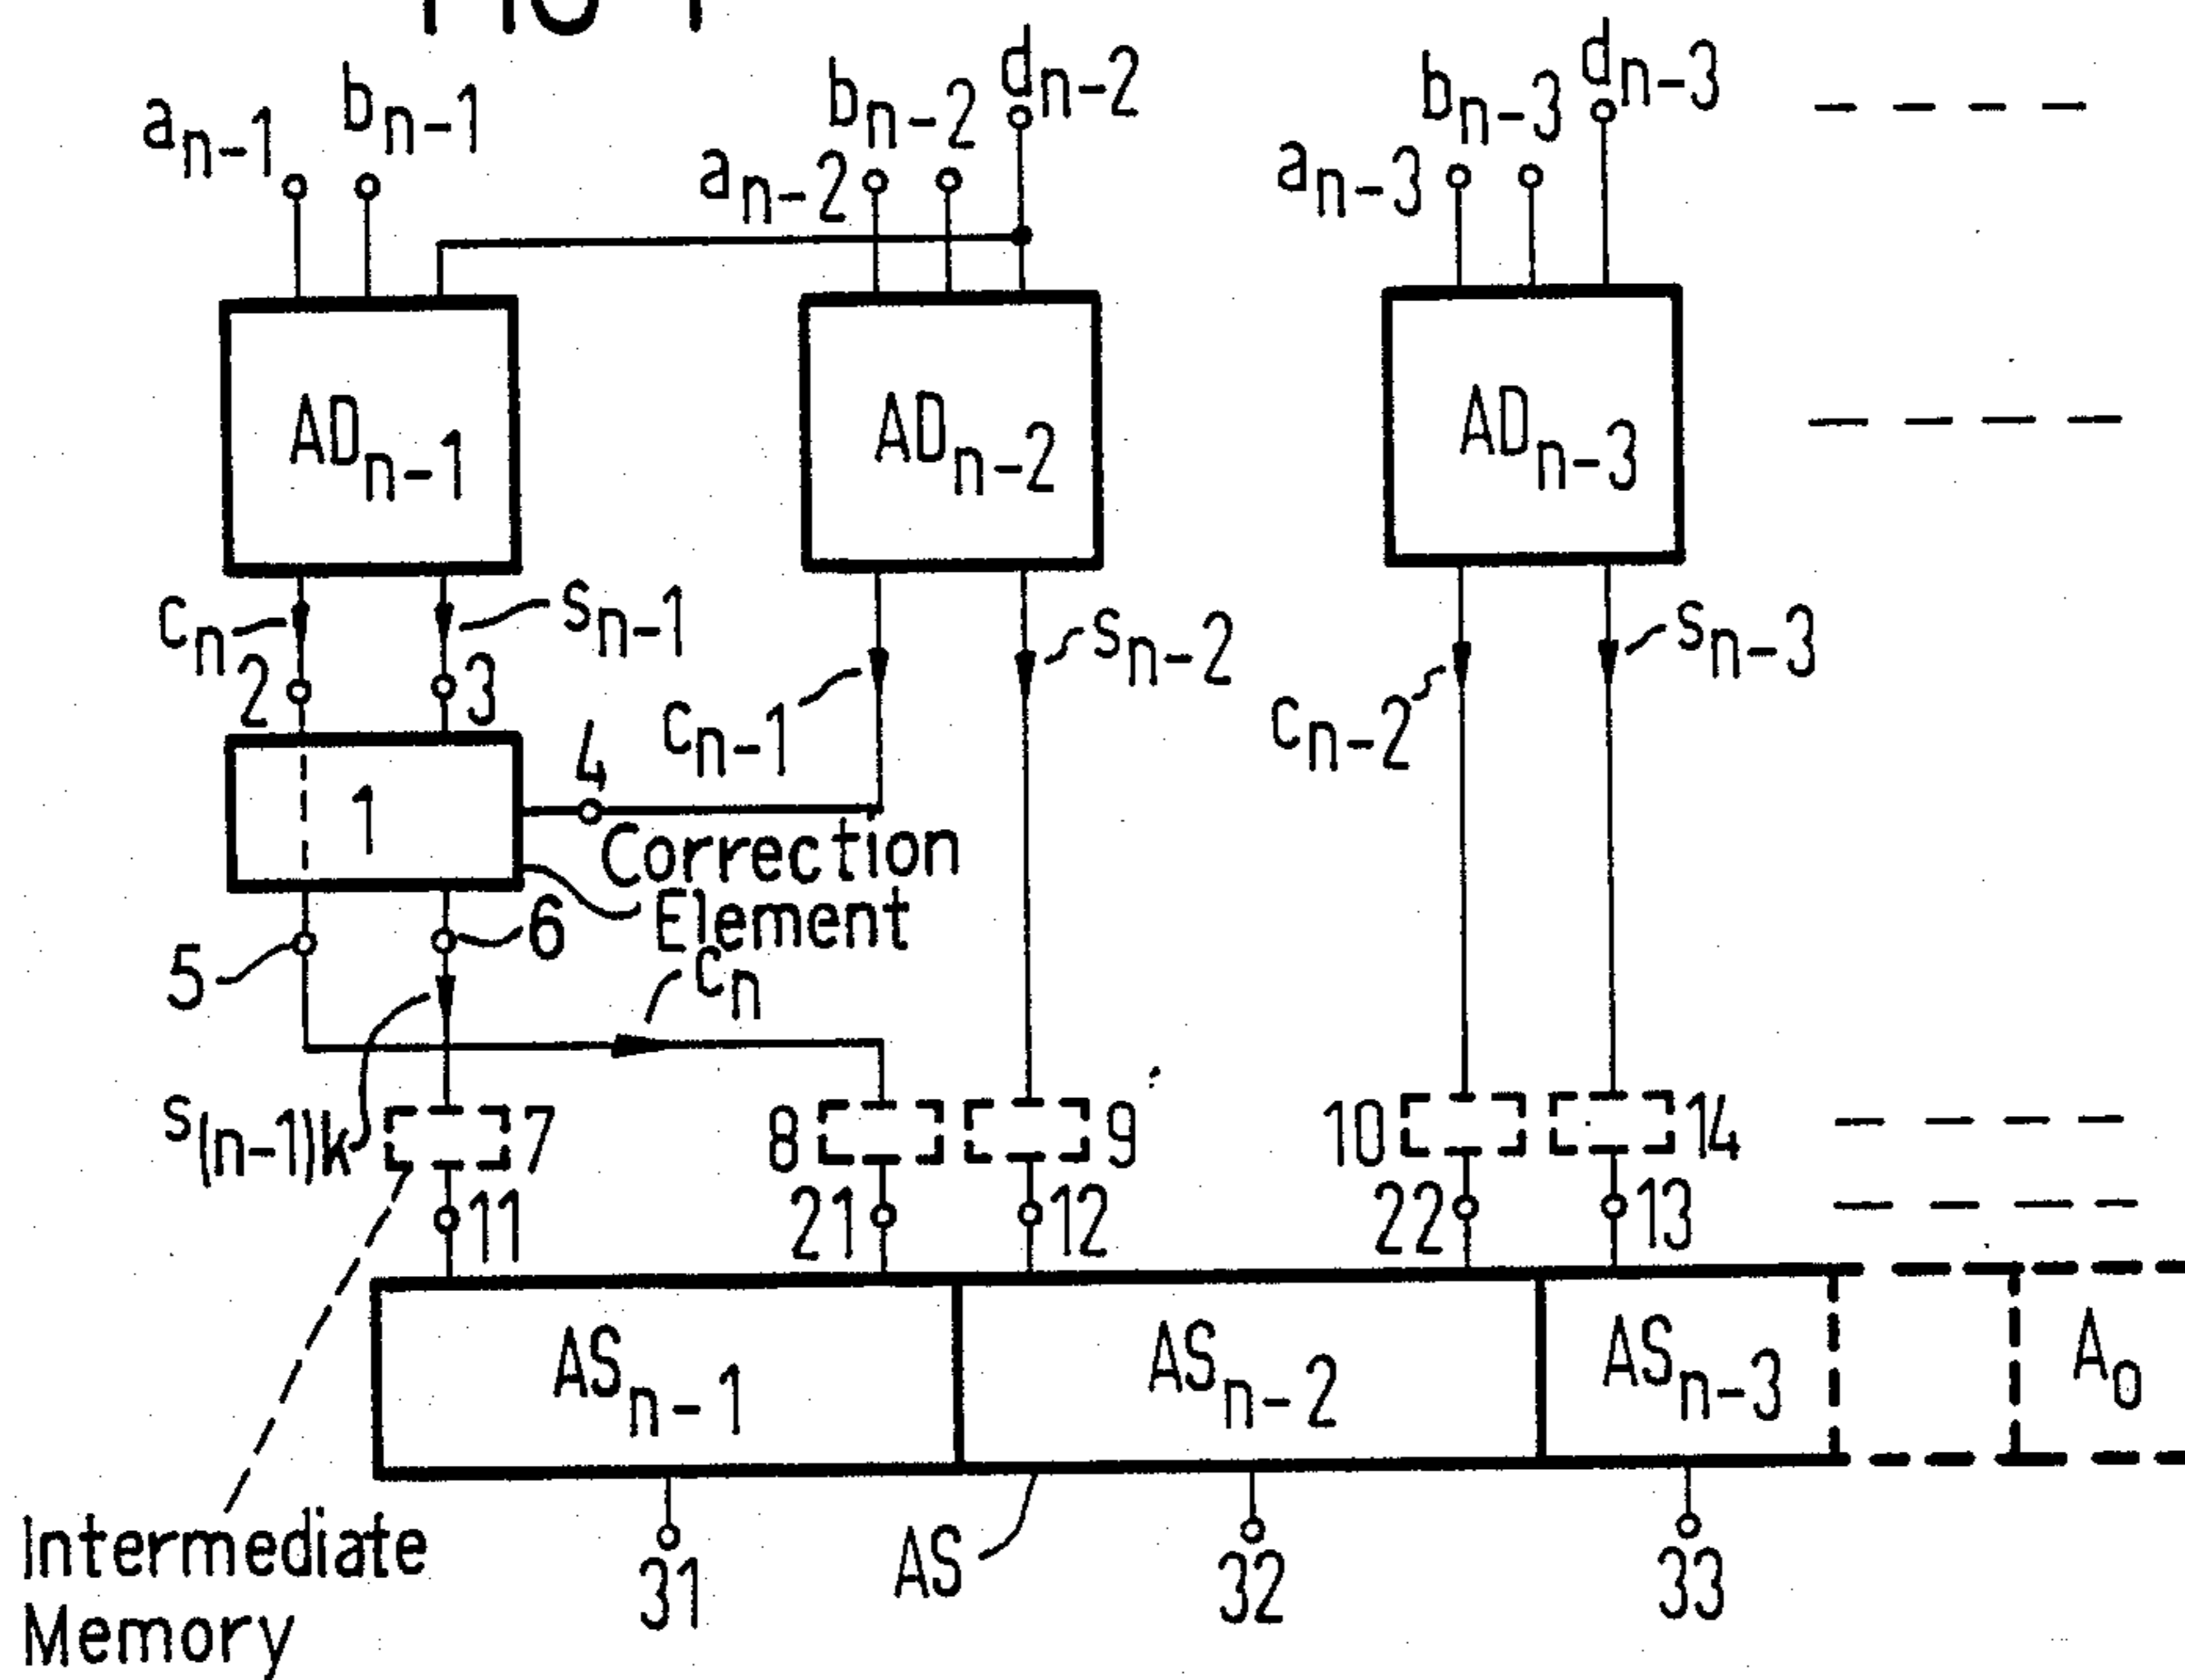 a_{n-1} b_{n-1} a_{n-2} b_{n-2} d_{n-2} a_{n-3} b_{n-3} d_{n-3}
AD_{n-1} AD_{n-2} AD_{n-3}
c_n s_{n-1} c_{n-1} s_{n-2} c_{n-2} s_{n-3}
2 3
1 4
Correction
Element
5 6 c_n
s_{(n-1)k} 7 8 9 10 14
11 21 12 22 13
AS_{n-1} AS_{n-2} AS_{n-3} A_0
Intermediate
Memory
31 AS 32 33